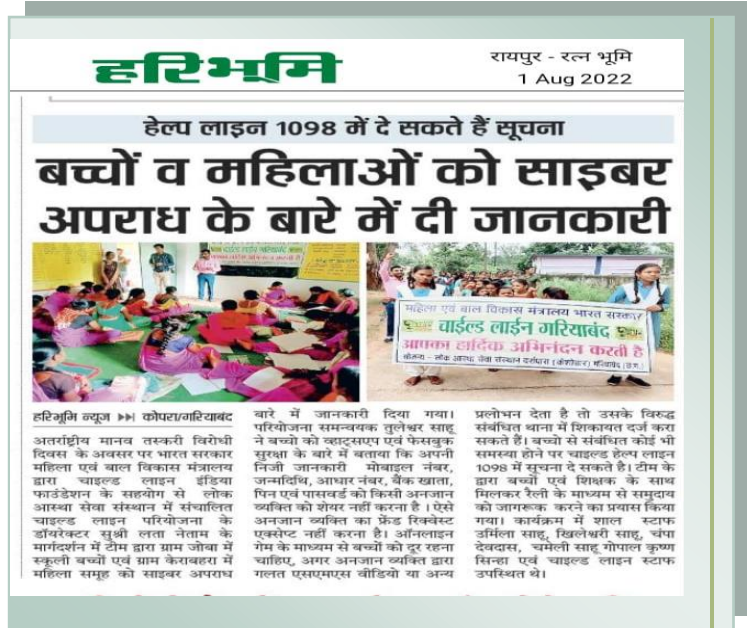 हरिभूमि
रायपुर - रत्न भूमि
1 Aug 2022
हेल्प लाइन 1098 में दे सकते हैं सूचना
बच्चों व महिलाओं को साइबर
अपराध के बारे में दी जानकारी
चाईल्ड लाईन गरियाबंद
महिला एवं बाल विकास मंत्रालय भारत सरकार
चाईल्ड लाईन गरियाबंद
आपका हार्दिक अभिनंदन करती है
हरिभूमि न्यूज ▸▸। कोपरा/गरियाबंद
अतर्राष्ट्रीय मानव तस्करी विरोधी
दिवस के अवसर पर भारत सरकार
महिला एवं बाल विकास मंत्रालय
द्वारा चाइल्ड लाइन इंडिया
फाउंडेशन के सहयोग से लोक
आस्था सेवा संस्थान में संचालित
चाइल्ड लाइन परियोजना के
डॉयरेक्टर सुश्री लता नेताम के
मार्गदर्शन में टीम द्वारा ग्राम जोबा में
स्कूली बच्चों एवं ग्राम कैराबहरा में
महिला समूह को साइबर अपराध
बारे में जानकारी दिया गया।
परियोजना समन्वयक तुलेश्वर साहू
ने बच्चो को व्हाट्सएप एवं फेसबुक
सुरक्षा के बारे में बताया कि अपनी
निजी जानकारी मोबाइल नंबर,
जन्मदिथि, आधार नंबर, बैंक खाता,
पिन एवं पासवर्ड को किसी अनजान
व्यक्ति को शेयर नहीं करना है । ऐसे
अनजान व्यक्ति का फ्रेंड रिक्वेस्ट
एक्सेप्ट नहीं करना है। ऑनलाइन
गेम के माध्यम से बच्चों को दूर रहना
चाहिए, अगर अनजान व्यक्ति द्वारा
गलत एसएमएस वीडियो या अन्य
प्रलोभन देता है तो उसके विरुद्ध
संबंधित थाना में शिकायत दर्ज करा
सकते हैं। बच्चो से संबंधित कोई भी
समस्या होने पर चाइल्ड हेल्प लाइन
1098 में सूचना दे सकते है। टीम के
द्वारा बच्चों एवं शिक्षक के साथ
मिलकर रैली के माध्यम से समुदाय
को जागरूक करने का प्रयास किया
गया। कार्यक्रम में शाल स्टाफ
उर्मिला साहू, खिलेश्वरी साहू, चंपा
देवदास, चमेली साहू गोपाल कृष्ण
सिन्हा एवं चाइल्ड लाइन स्टाफ
उपस्थित थे।